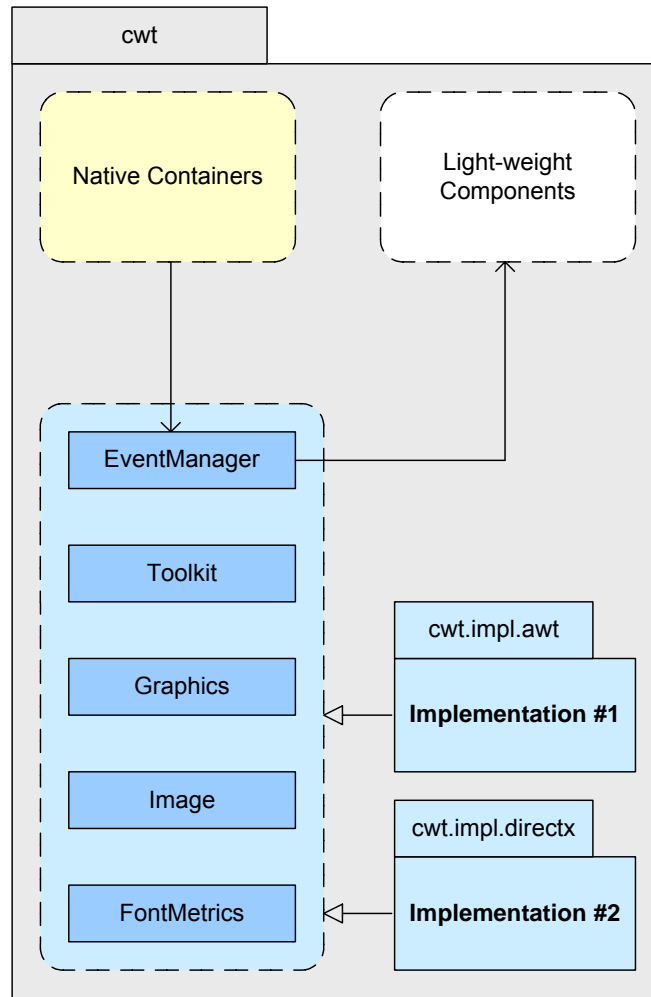 cwt
Native Containers
Light-weight
Components
EventManager
Toolkit
Graphics
Image
FontMetrics
cwt.impl.awt
Implementation #1
cwt.impl.directx
Implementation #2